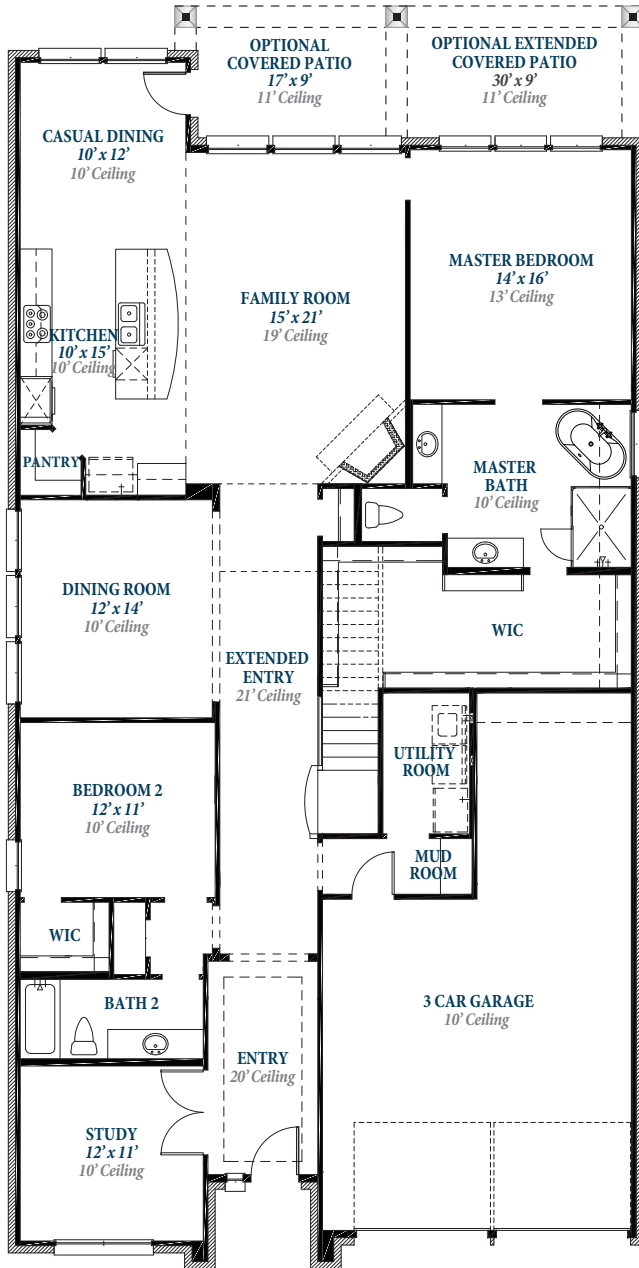 OPTIONAL
COVERED PATIO
17' x 9'
11' Ceiling
OPTIONAL EXTENDED
COVERED PATIO
30' x 9'
11' Ceiling
CASUAL DINING
10' x 12'
10' Ceiling
MASTER BEDROOM
14' x 16'
13' Ceiling
FAMILY ROOM
15' x 21'
19' Ceiling
KITCHEN
10' x 15'
10' Ceiling
PANTRY
MASTER
BATH
10' Ceiling
DINING ROOM
12' x 14'
10' Ceiling
WIC
EXTENDED
ENTRY
21' Ceiling
UTILITY
ROOM
BEDROOM 2
12' x 11'
10' Ceiling
MUD
ROOM
WIC
BATH 2
3 CAR GARAGE
10' Ceiling
ENTRY
20' Ceiling
STUDY
12' x 11'
10' Ceiling